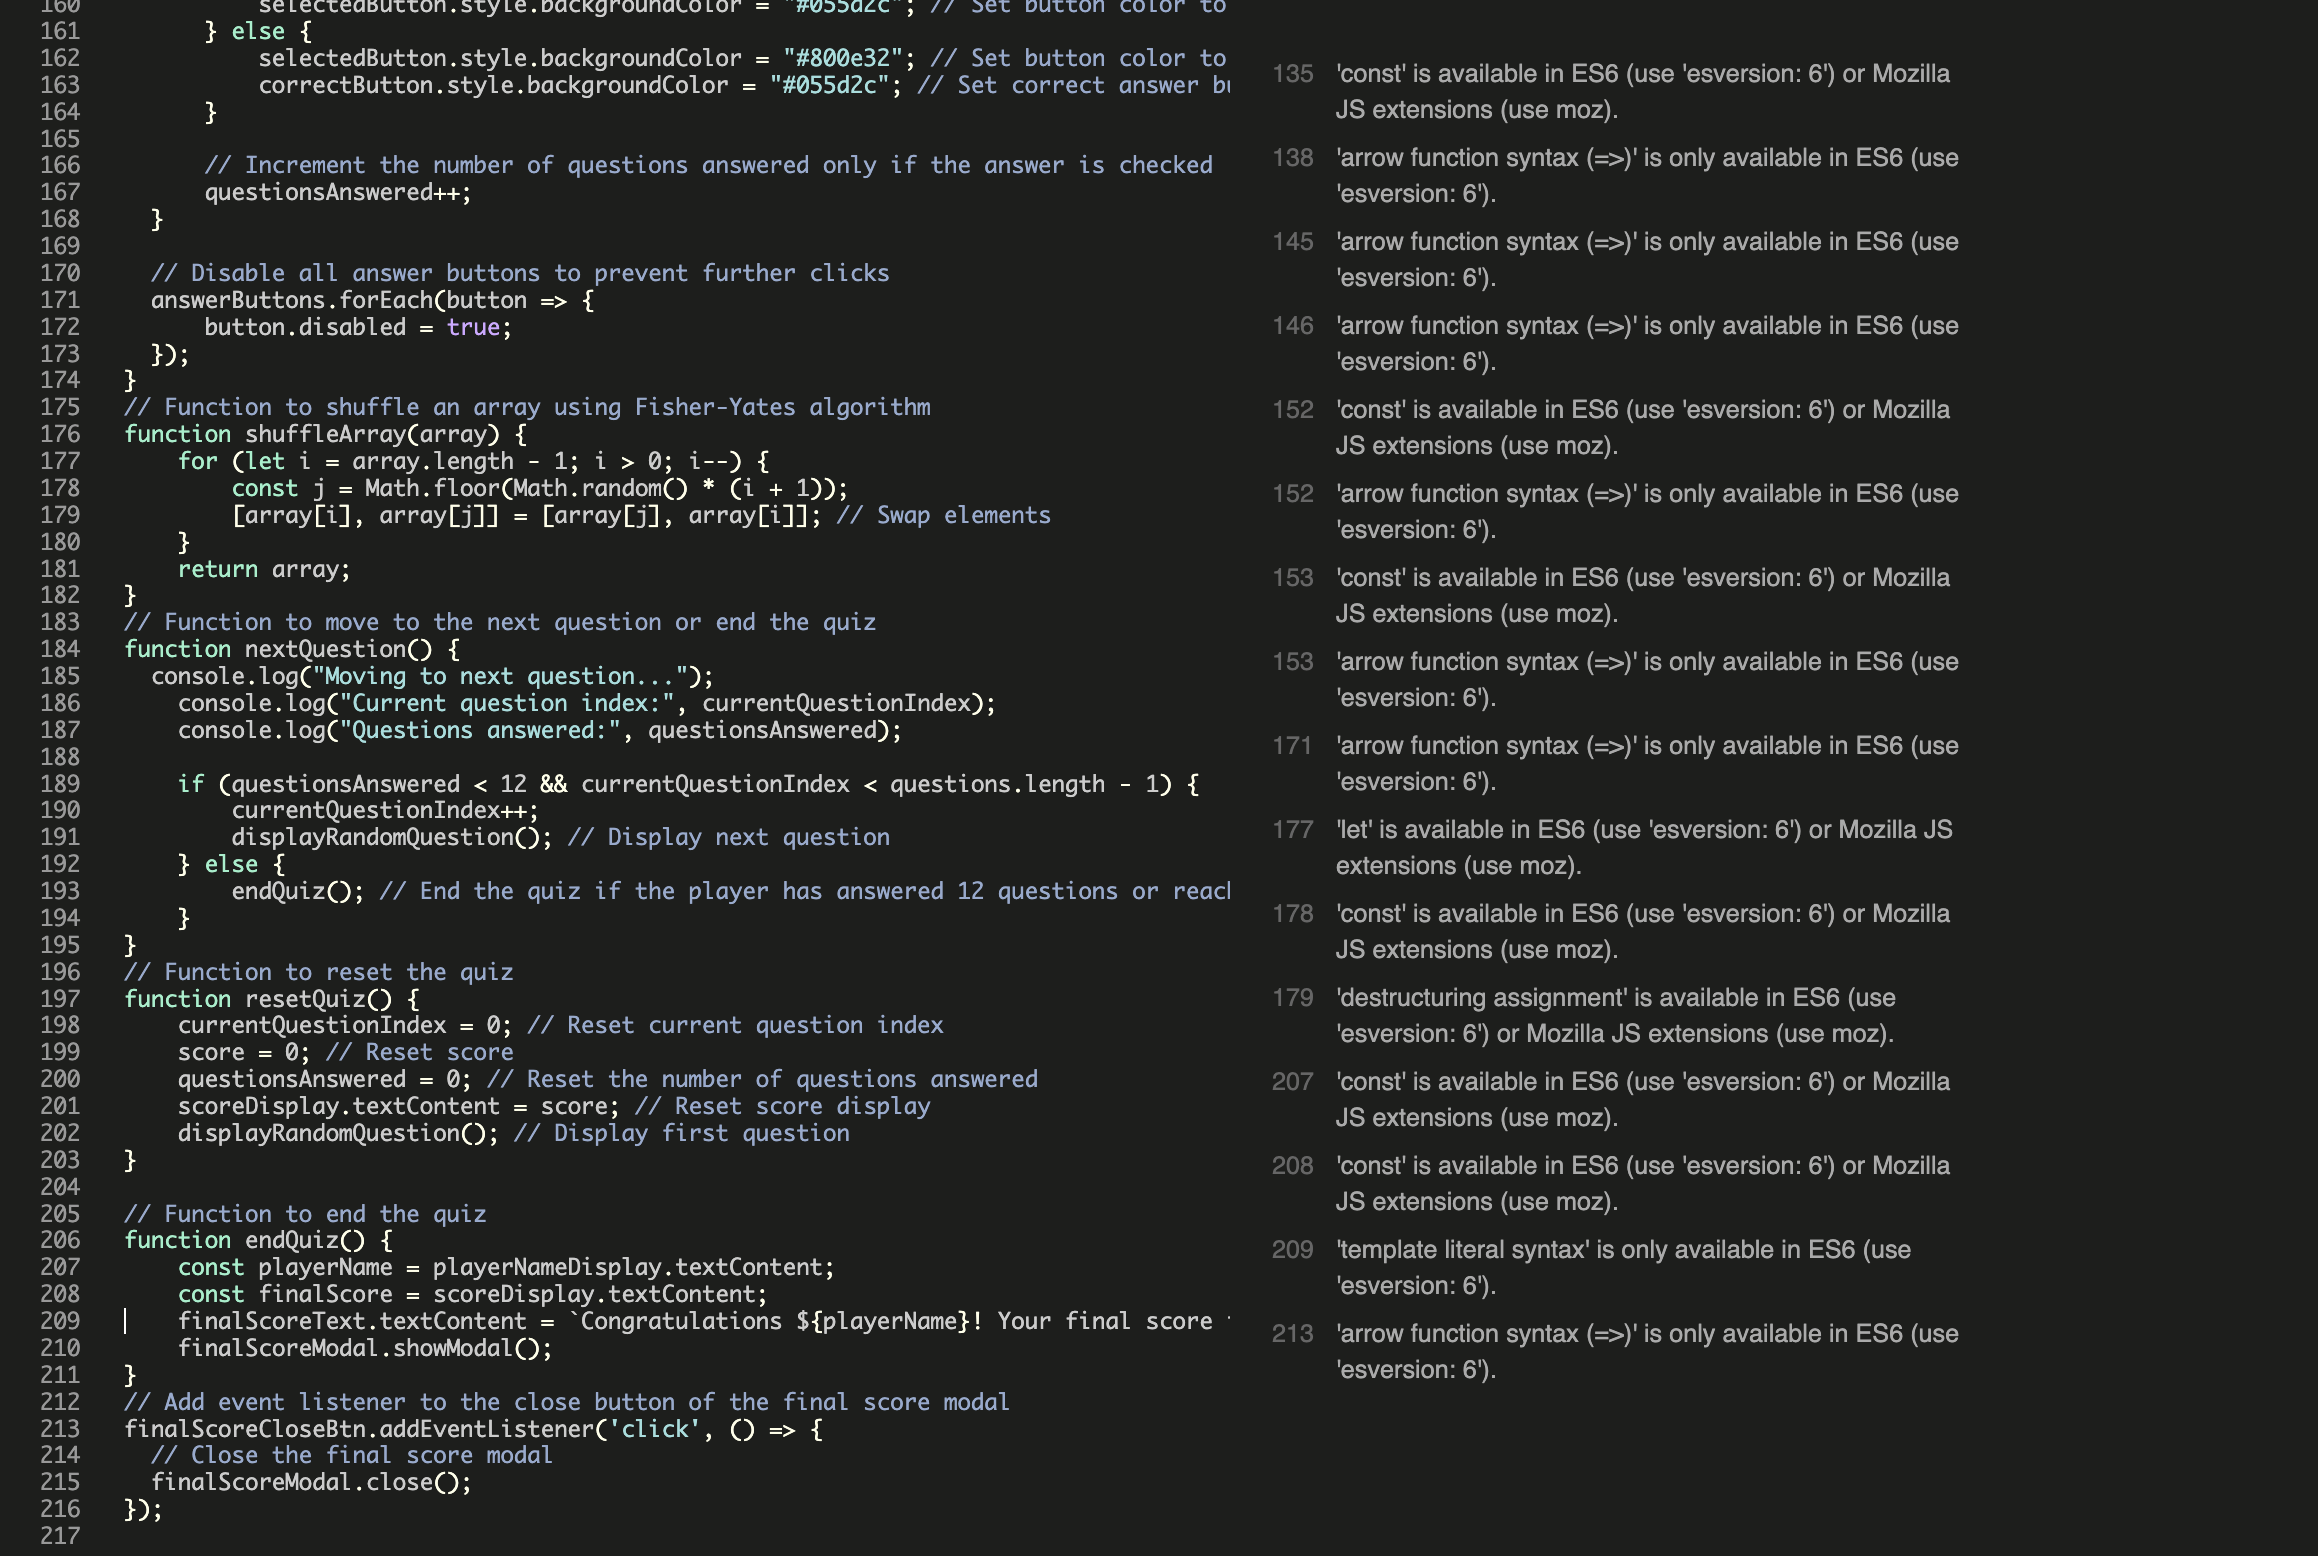 160 selectedButton.style.backgroundColor = "#055d2c"; // Set button color to
161 } else {
162 selectedButton.style.backgroundColor = "#800e32"; // Set button color to
163 correctButton.style.backgroundColor = "#055d2c"; // Set correct answer bu
164 }
165
166 // Increment the number of questions answered only if the answer is checked
167 questionsAnswered++;
168 }
169
170 // Disable all answer buttons to prevent further clicks
171 answerButtons.forEach(button => {
172 button.disabled = true;
173 });
174 }
175 // Function to shuffle an array using Fisher-Yates algorithm
176 function shuffleArray(array) {
177 for (let i = array.length - 1; i > 0; i--) {
178 const j = Math.floor(Math.random() * (i + 1));
179 [array[i], array[j]] = [array[j], array[i]]; // Swap elements
180 }
181 return array;
182 }
183 // Function to move to the next question or end the quiz
184 function nextQuestion() {
185 console.log("Moving to next question...");
186 console.log("Current question index:", currentQuestionIndex);
187 console.log("Questions answered:", questionsAnswered);
188
189 if (questionsAnswered < 12 && currentQuestionIndex < questions.length - 1) {
190 currentQuestionIndex++;
191 displayRandomQuestion(); // Display next question
192 } else {
193 endQuiz(); // End the quiz if the player has answered 12 questions or reach
194 }
195 }
196 // Function to reset the quiz
197 function resetQuiz() {
198 currentQuestionIndex = 0; // Reset current question index
199 score = 0; // Reset score
200 questionsAnswered = 0; // Reset the number of questions answered
201 scoreDisplay.textContent = score; // Reset score display
202 displayRandomQuestion(); // Display first question
203 }
204
205 // Function to end the quiz
206 function endQuiz() {
207 const playerName = playerNameDisplay.textContent;
208 const finalScore = scoreDisplay.textContent;
209 finalScoreText.textContent = `Congratulations ${playerName}! Your final score
210 finalScoreModal.showModal();
211 }
212 // Add event listener to the close button of the final score modal
213 finalScoreCloseBtn.addEventListener('click', () => {
214 // Close the final score modal
215 finalScoreModal.close();
216 });
217
135 'const' is available in ES6 (use 'esversion: 6') or Mozilla
JS extensions (use moz).
138 'arrow function syntax (=>)' is only available in ES6 (use
'esversion: 6').
145 'arrow function syntax (=>)' is only available in ES6 (use
'esversion: 6').
146 'arrow function syntax (=>)' is only available in ES6 (use
'esversion: 6').
152 'const' is available in ES6 (use 'esversion: 6') or Mozilla
JS extensions (use moz).
152 'arrow function syntax (=>)' is only available in ES6 (use
'esversion: 6').
153 'const' is available in ES6 (use 'esversion: 6') or Mozilla
JS extensions (use moz).
153 'arrow function syntax (=>)' is only available in ES6 (use
'esversion: 6').
171 'arrow function syntax (=>)' is only available in ES6 (use
'esversion: 6').
177 'let' is available in ES6 (use 'esversion: 6') or Mozilla JS
extensions (use moz).
178 'const' is available in ES6 (use 'esversion: 6') or Mozilla
JS extensions (use moz).
179 'destructuring assignment' is available in ES6 (use
'esversion: 6') or Mozilla JS extensions (use moz).
207 'const' is available in ES6 (use 'esversion: 6') or Mozilla
JS extensions (use moz).
208 'const' is available in ES6 (use 'esversion: 6') or Mozilla
JS extensions (use moz).
209 'template literal syntax' is only available in ES6 (use
'esversion: 6').
213 'arrow function syntax (=>)' is only available in ES6 (use
'esversion: 6').